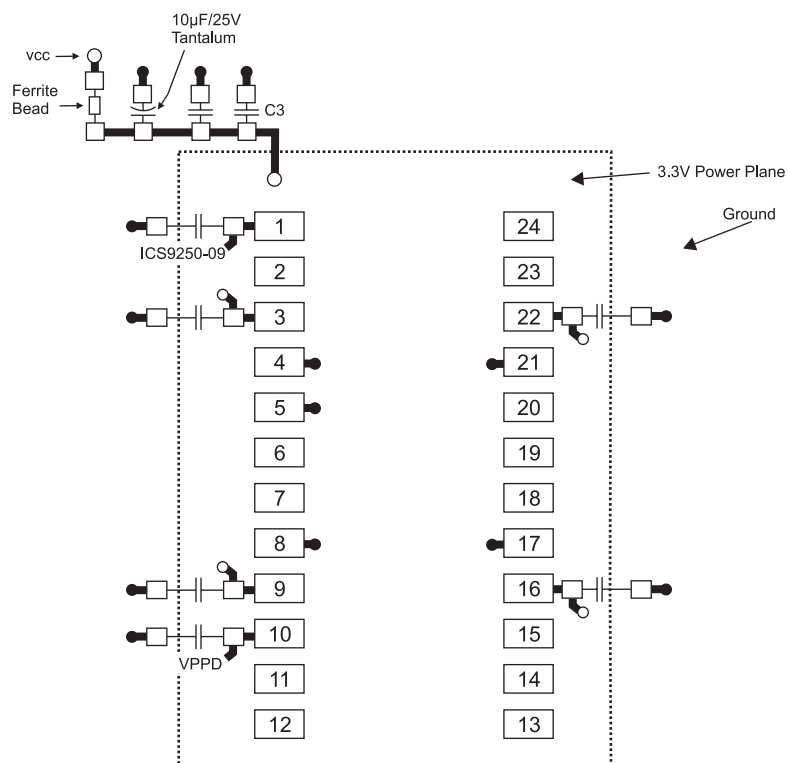 10µF/25V
Tantalum
vcc
Ferrite
Bead
C3
3.3V Power Plane
Ground
1
24
ICS9250-09
2
23
3
22
4
21
5
20
6
19
7
18
8
17
9
16
10
15
VPPD
11
14
12
13